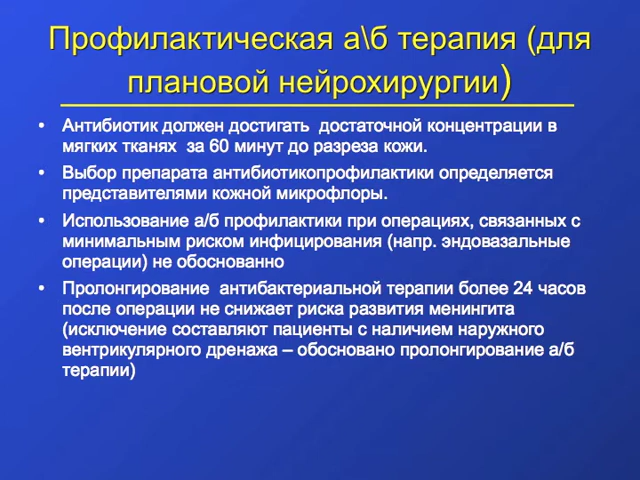 Профилактическая а\б терапия (для
плановой нейрохирургии)
• Антибиотик должен достигать достаточной концентрации в
мягких тканях за 60 минут до разреза кожи.
• Выбор препарата антибиотикопрофилактики определяется
представителями кожной микрофлоры.
• Использование а/б профилактики при операциях, связанных с
минимальным риском инфицирования (напр. эндовазальные
операции) не обоснованно
• Пролонгирование антибактериальной терапии более 24 часов
после операции не снижает риска развития менингита
(исключение составляют пациенты с наличием наружного
вентрикулярного дренажа – обосновано пролонгирование а/б
терапии)